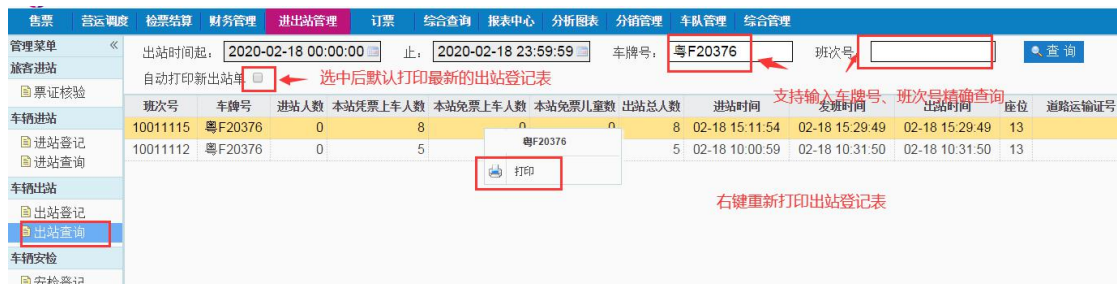 售票 营运调度 检票结算 财务管理 进出站管理 订票 综合查询 报表中心 分析图表 分销管理 车队管理 综合管理
管理菜单 «
旅客进站
票证核验
车辆进站
进站登记
进站查询
车辆出站
出站登记
出站查询
车辆安检
安检登记
出站时间起: 2020-02-18 00:00:00 止: 2020-02-18 23:59:59 车牌号: 粤F20376 班次号: 查询
自动打印新出站单 选中后默认打印最新的出站登记表
支持输入车牌号、班次号精确查询
班次号 车牌号 进站人数 本站凭票上车人数 本站免票上车人数 本站免票儿童数 出站总人数 进站时间 发班时间 出站时间 座位 道路运输证号
10011115 粤F20376 0 8 0 0 8 02-18 15:11:54 02-18 15:29:49 02-18 15:29:49 13
10011112 粤F20376 0 5 5 02-18 10:00:59 02-18 10:31:50 02-18 10:31:50 13
粤F20376
打印
右键重新打印出站登记表